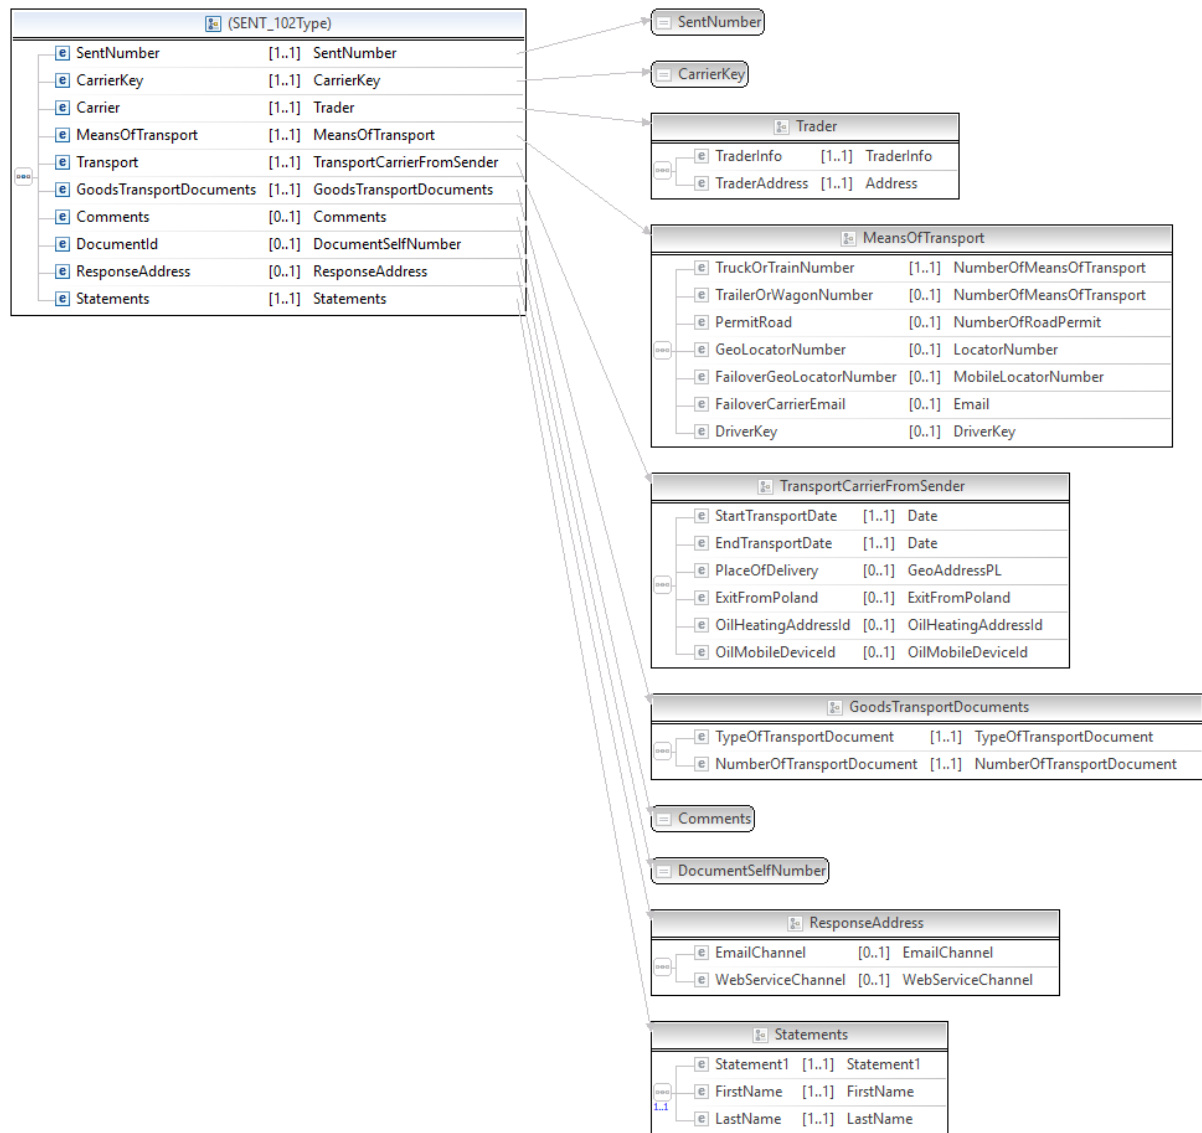 (SENT_102Type)
SentNumber [1..1] SentNumber
CarrierKey [1..1] CarrierKey
Carrier [1..1] Trader
MeansOfTransport [1..1] MeansOfTransport
Transport [1..1] TransportCarrierFromSender
GoodsTransportDocuments [1..1] GoodsTransportDocuments
Comments [0..1] Comments
DocumentId [0..1] DocumentSelfNumber
ResponseAddress [0..1] ResponseAddress
Statements [1..1] Statements
SentNumber
CarrierKey
Trader
TraderInfo [1..1] TraderInfo
TraderAddress [1..1] Address
MeansOfTransport
TruckOrTrainNumber [1..1] NumberOfMeansOfTransport
TrailerOrWagonNumber [0..1] NumberOfMeansOfTransport
PermitRoad [0..1] NumberOfRoadPermit
GeoLocatorNumber [0..1] LocatorNumber
FailoverGeoLocatorNumber [0..1] MobileLocatorNumber
FailoverCarrierEmail [0..1] Email
DriverKey [0..1] DriverKey
TransportCarrierFromSender
StartTransportDate [1..1] Date
EndTransportDate [1..1] Date
PlaceOfDelivery [0..1] GeoAddressPL
ExitFromPoland [0..1] ExitFromPoland
OilHeatingAddressId [0..1] OilHeatingAddressId
OilMobileDeviceId [0..1] OilMobileDeviceId
GoodsTransportDocuments
TypeOfTransportDocument [1..1] TypeOfTransportDocument
NumberOfTransportDocument [1..1] NumberOfTransportDocument
Comments
DocumentSelfNumber
ResponseAddress
EmailChannel [0..1] EmailChannel
WebServiceChannel [0..1] WebServiceChannel
Statements
Statement1 [1..1] Statement1
FirstName [1..1] FirstName
1..1
LastName [1..1] LastName